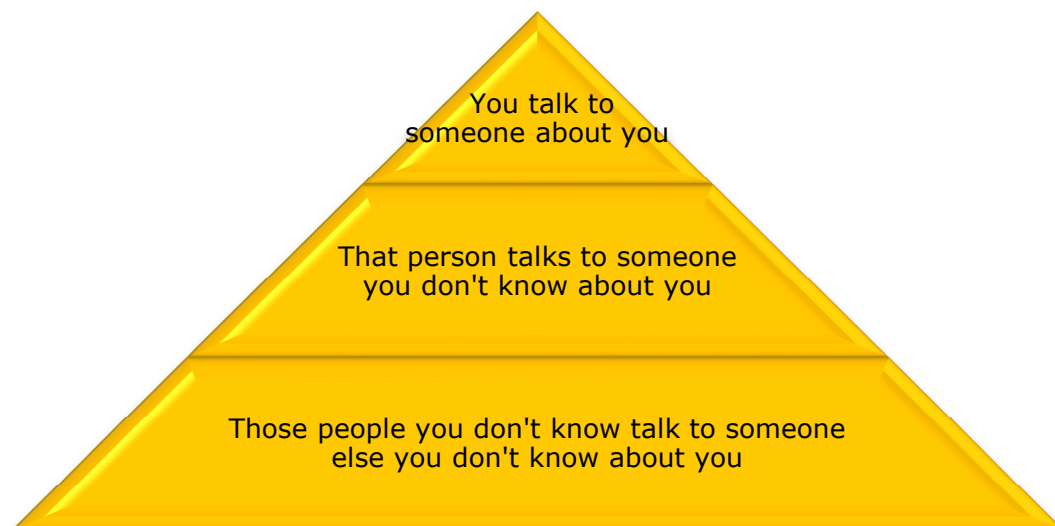 You talk to
someone about you
That person talks to someone
you don't know about you
Those people you don't know talk to someone
else you don't know about you